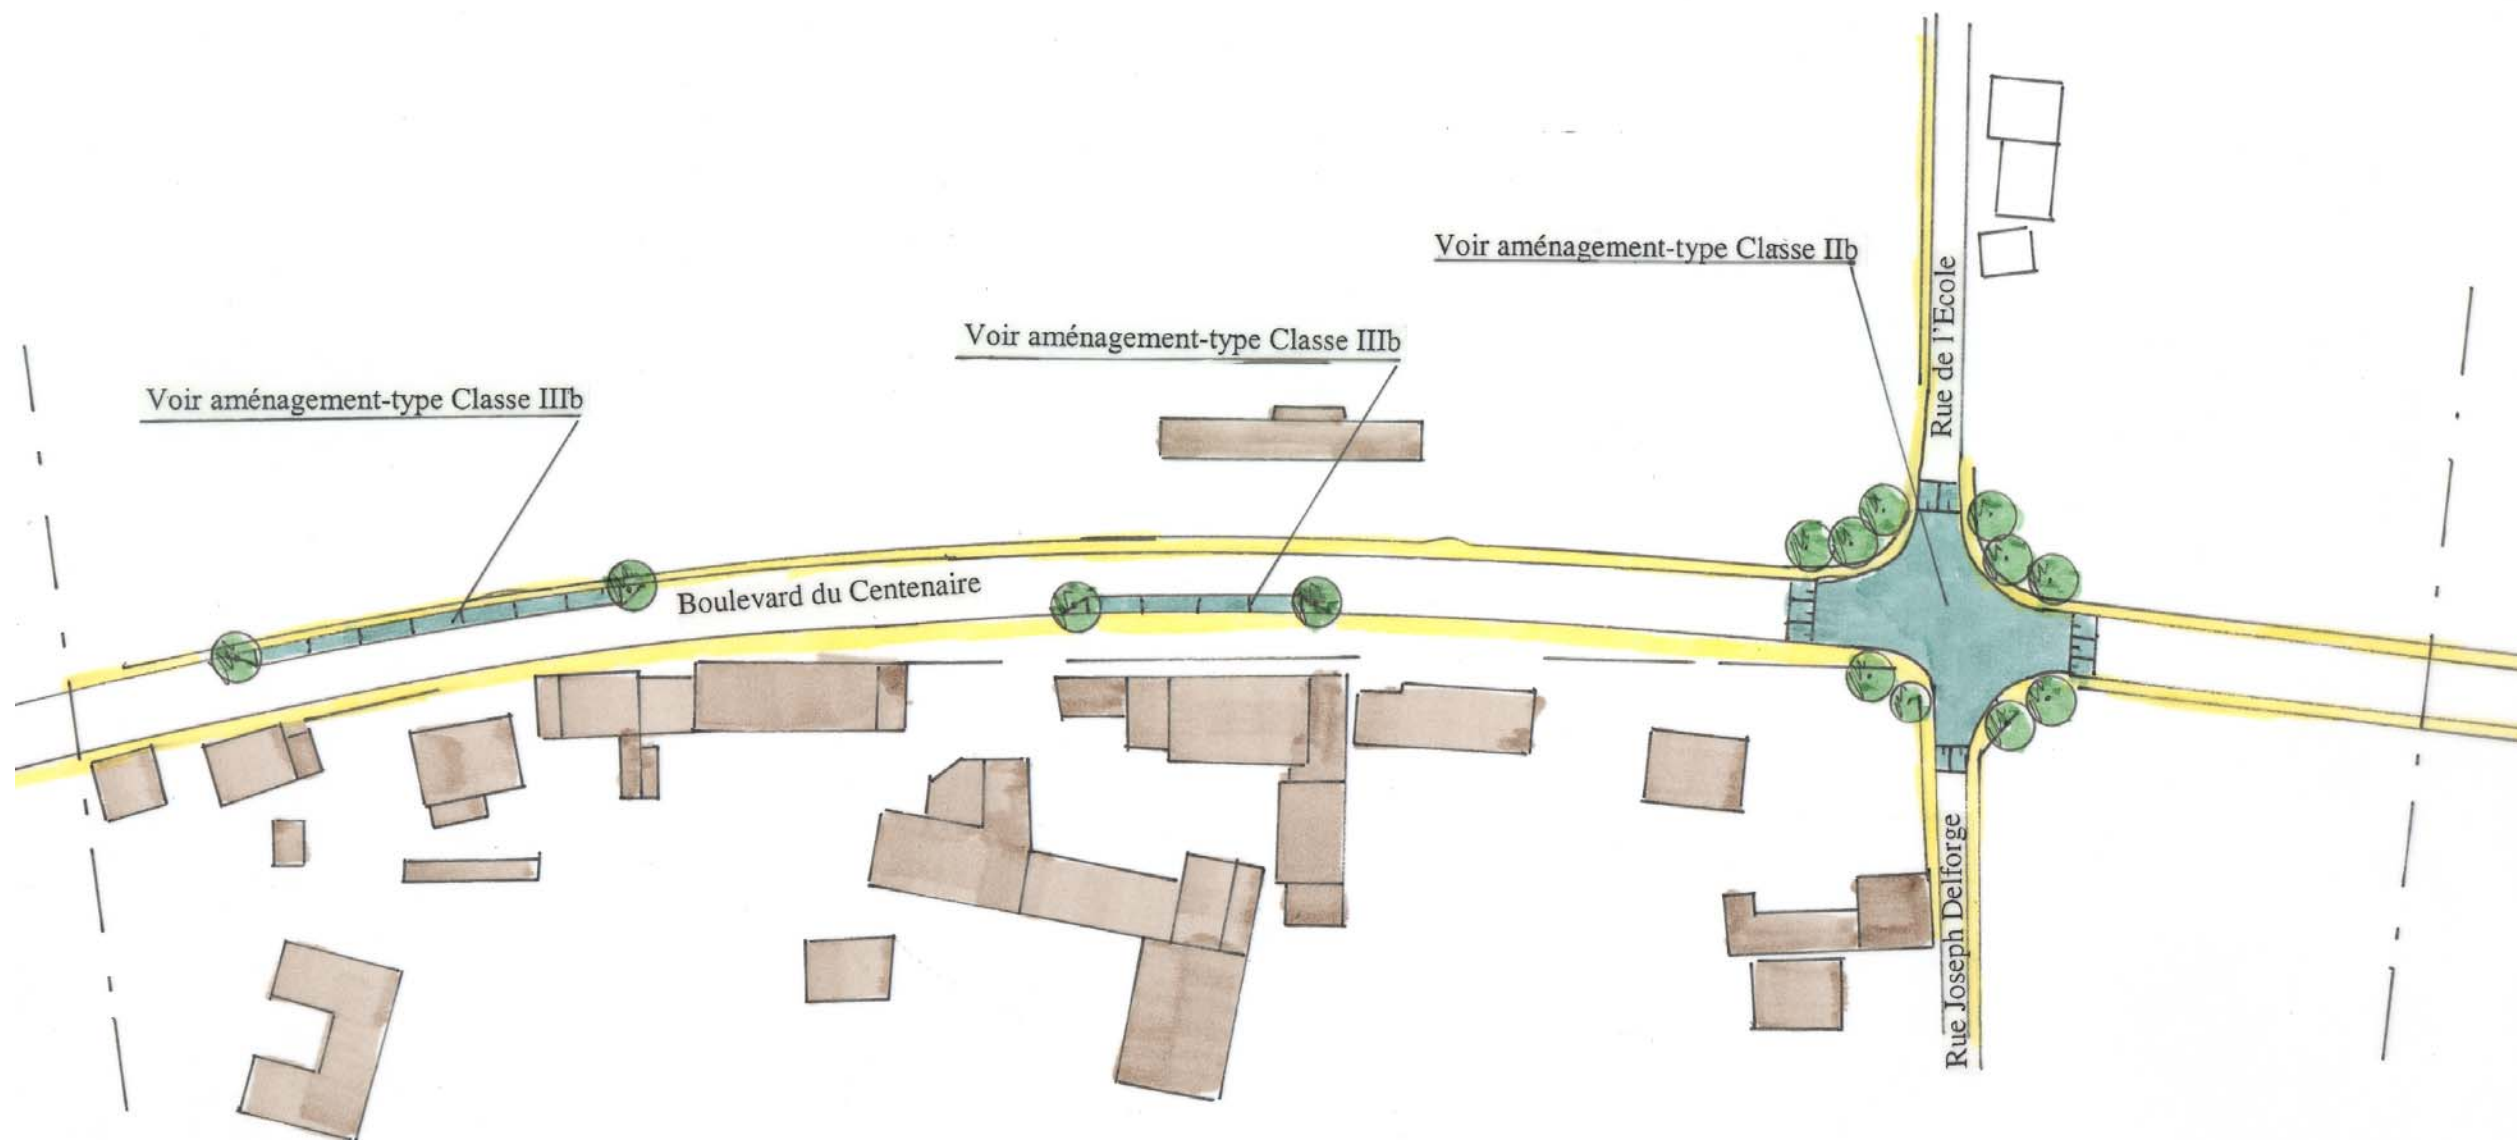 Voir aménagement-type Classe IIb
Voir aménagement-type Classe IIIb
Voir aménagement-type Classe IIIb
Rue de l'Ecole
Boulevard du Centenaire
Rue Joseph Delforge